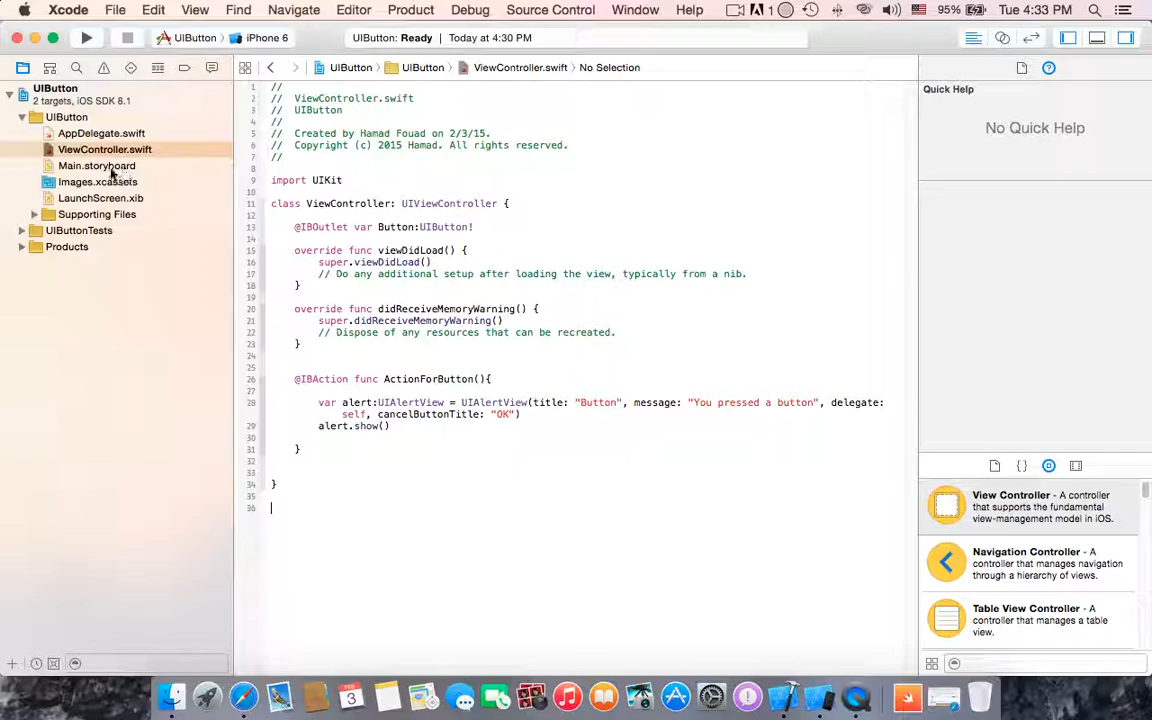 Xcode File Edit View Find Navigate Editor Product Debug Source Control Window Help 1 95% Tue 4:33 PM
UIButton iPhone 6 UIButton: Ready Today at 4:30 PM
UIButton UIButton ViewController.swift No Selection
UIButton
2 targets, iOS SDK 8.1
UIButton
AppDelegate.swift
ViewController.swift
Main.storyboard
Images.xcassets
LaunchScreen.xib
Supporting Files
UIButtonTests
Products
1 //
2 // ViewController.swift
3 // UIButton
4 //
5 // Created by Hamad Fouad on 2/3/15.
6 // Copyright (c) 2015 Hamad. All rights reserved.
7 //
8
9 import UIKit
10
11 class ViewController: UIViewController {
12
13 @IBOutlet var Button:UIButton!
14
15 override func viewDidLoad() {
16 super.viewDidLoad()
17 // Do any additional setup after loading the view, typically from a nib.
18 }
19
20 override func didReceiveMemoryWarning() {
21 super.didReceiveMemoryWarning()
22 // Dispose of any resources that can be recreated.
23 }
24
25
26 @IBAction func ActionForButton(){
27
28 var alert:UIAlertView = UIAlertView(title: "Button", message: "You pressed a button", delegate:
self, cancelButtonTitle: "OK")
29 alert.show()
30
31 }
32
33
34 }
35
36
Quick Help
No Quick Help
View Controller - A controller
that supports the fundamental
view-management model in iOS.
Navigation Controller - A
controller that manages navigation
through a hierarchy of views.
Table View Controller - A
controller that manages a table
view.
FEB
3